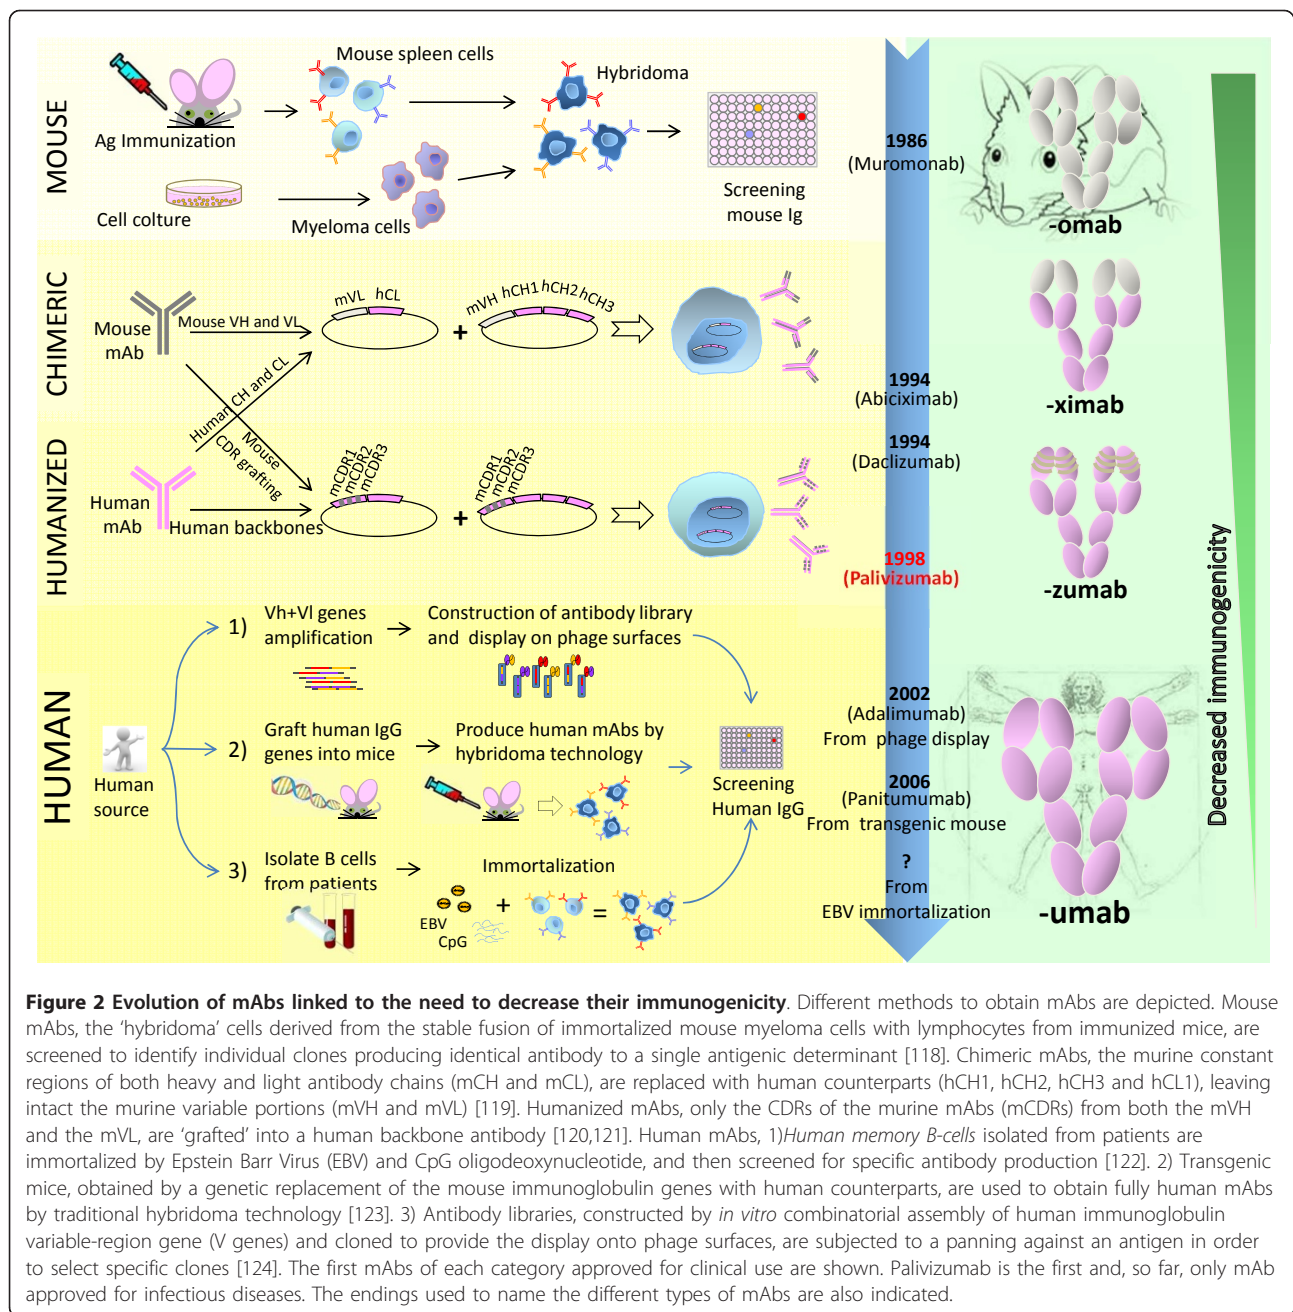 MOUSE
Mouse spleen cells
Hybridoma
Ag Immunization
Cell colture
Myeloma cells
Screening
mouse Ig
CHIMERIC
Mouse
mAb
Mouse VH and VL
Human CH and CL
mVL hCL
+
mVH hCH1 hCH2 hCH3
HUMANIZED
Human
mAb
Mouse
CDR grafting
Human backbones
mCDR1
mCDR2
mCDR3
+
mCDR1
mCDR2
mCDR3
HUMAN
Human
source
1)
Vh+Vl genes
amplification
Construction of antibody library
and display on phage surfaces
2)
Graft human IgG
genes into mice
Produce human mAbs by
hybridoma technology
3)
Isolate B cells
from patients
Immortalization
EBV
CpG
+
=
Screening
Human IgG
1986
(Muromonab)
1994
(Abiciximab)
1994
(Daclizumab)
1998
(Palivizumab)
2002
(Adalimumab)
From phage display
2006
(Panitumumab)
From transgenic mouse
?
From
EBV immortalization
-omab
-ximab
-zumab
-umab
Decreased immunogenicity
Figure 2 Evolution of mAbs linked to the need to decrease their immunogenicity. Different methods to obtain mAbs are depicted. Mouse
mAbs, the ‘hybridoma’ cells derived from the stable fusion of immortalized mouse myeloma cells with lymphocytes from immunized mice, are
screened to identify individual clones producing identical antibody to a single antigenic determinant [118]. Chimeric mAbs, the murine constant
regions of both heavy and light antibody chains (mCH and mCL), are replaced with human counterparts (hCH1, hCH2, hCH3 and hCL1), leaving
intact the murine variable portions (mVH and mVL) [119]. Humanized mAbs, only the CDRs of the murine mAbs (mCDRs) from both the mVH
and the mVL, are ‘grafted’ into a human backbone antibody [120,121]. Human mAbs, 1)Human memory B-cells isolated from patients are
immortalized by Epstein Barr Virus (EBV) and CpG oligodeoxynucleotide, and then screened for specific antibody production [122]. 2) Transgenic
mice, obtained by a genetic replacement of the mouse immunoglobulin genes with human counterparts, are used to obtain fully human mAbs
by traditional hybridoma technology [123]. 3) Antibody libraries, constructed by in vitro combinatorial assembly of human immunoglobulin
variable-region gene (V genes) and cloned to provide the display onto phage surfaces, are subjected to a panning against an antigen in order
to select specific clones [124]. The first mAbs of each category approved for clinical use are shown. Palivizumab is the first and, so far, only mAb
approved for infectious diseases. The endings used to name the different types of mAbs are also indicated.